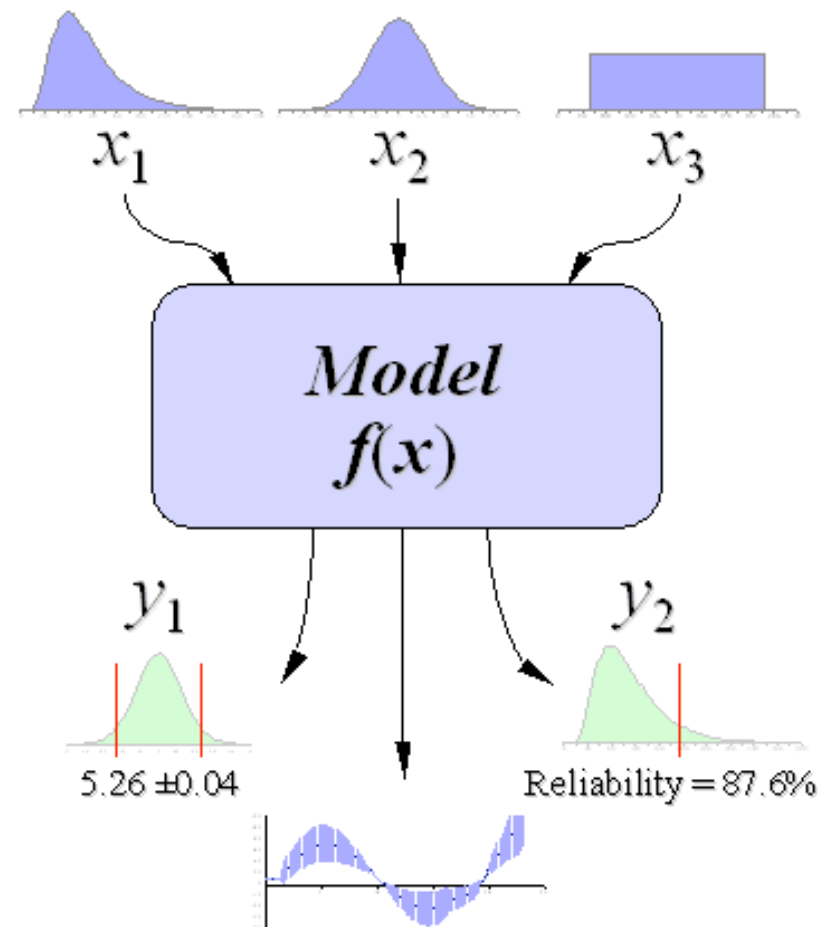 x₁ x₂ x₃
Model
f(x)
y₁ y₂
5.26 ±0.04 Reliability = 87.6%